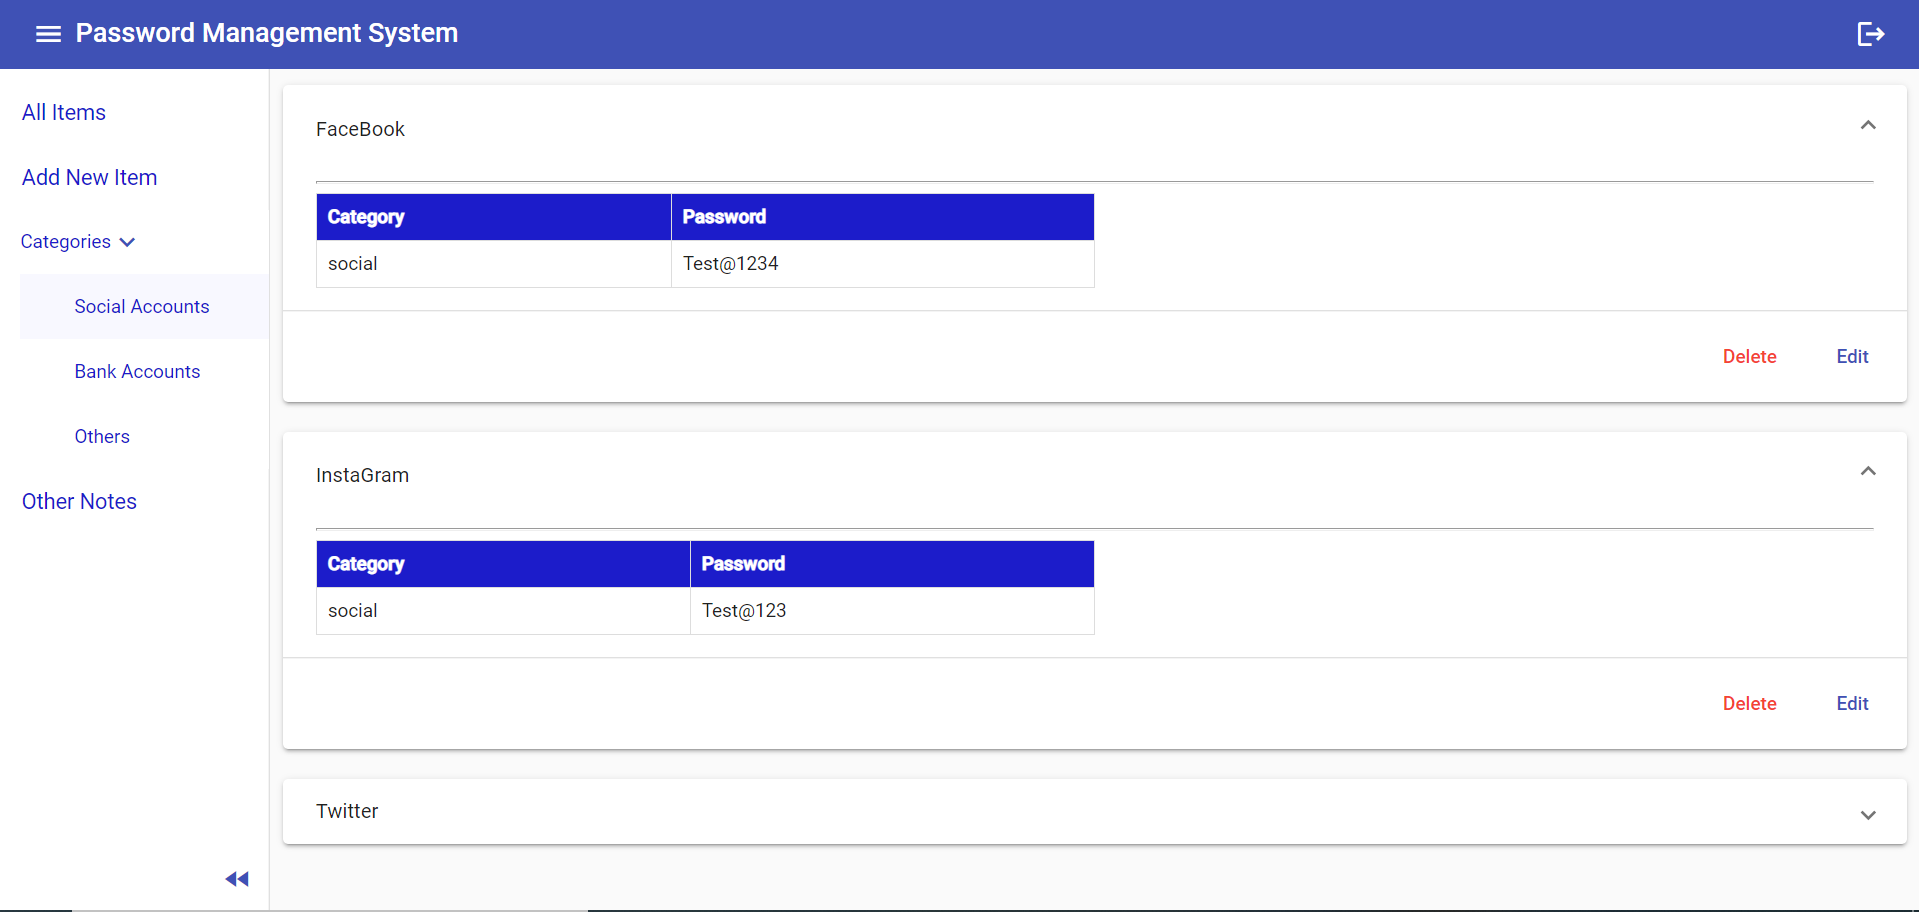 Password Management System
All Items
Add New Item
Categories
Social Accounts
Bank Accounts
Others
Other Notes
FaceBook
Category Password
social Test@1234
Delete Edit
InstaGram
Category Password
social Test@123
Delete Edit
Twitter